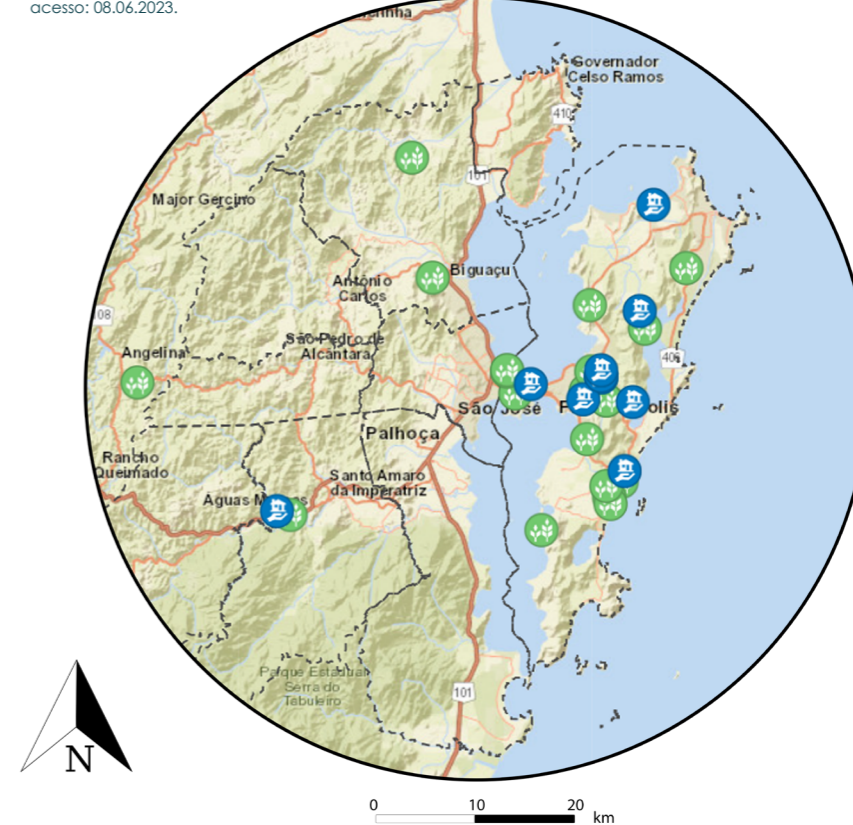 acesso: 08.06.2023.
Governador
Celso Ramos
410
101
Major Gercino
Biguaçu
Antônio
Carlos
08
São Pedro de
Alcântara
Angelina
São José
Palhoça
Rancho
Queimado
Santo Amaro
da Imperatriz
Parque Estadual
Serra do
Tabuleiro
101
N
0 10 20
km